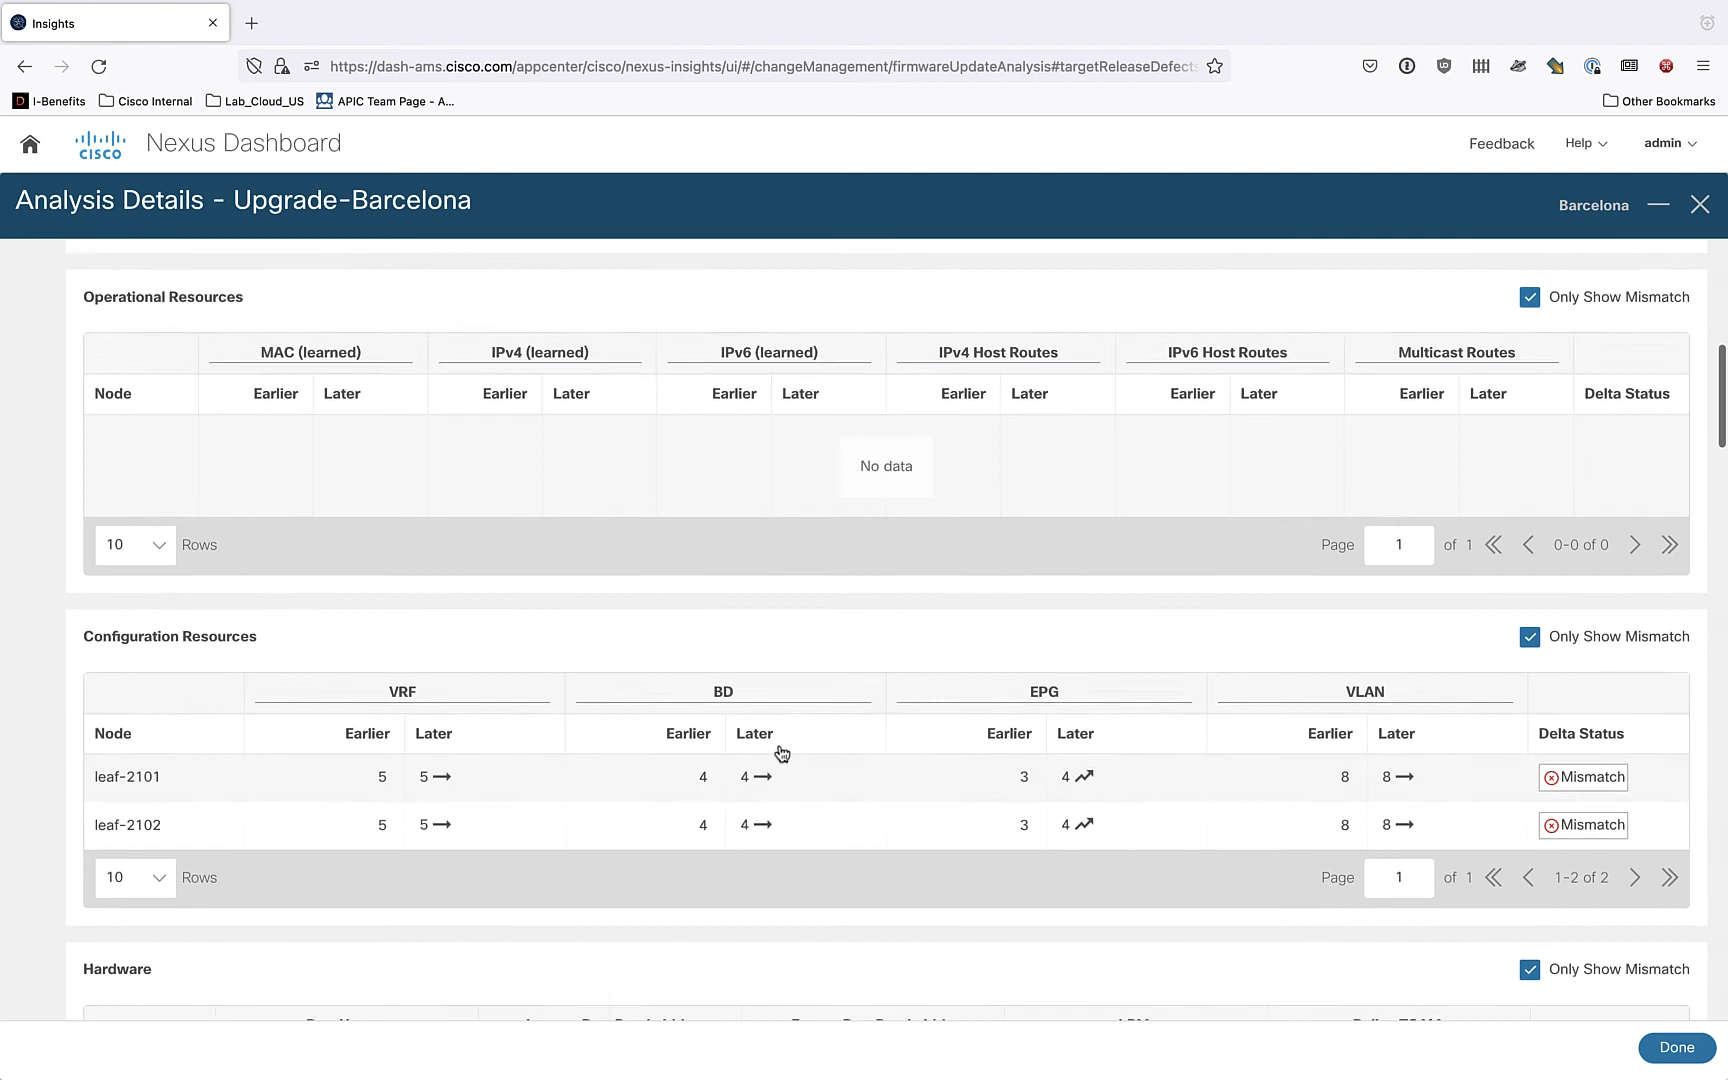 Insights
https://dash-ams.cisco.com/appcenter/cisco/nexus-insights/ui/#/changeManagement/firmwareUpdateAnalysis#targetReleaseDefects
I-Benefits Cisco Internal Lab_Cloud_US APIC Team Page - A... Other Bookmarks
CISCO Nexus Dashboard Feedback Help admin
Analysis Details - Upgrade-Barcelona Barcelona
Operational Resources Only Show Mismatch
MAC (learned) IPv4 (learned) IPv6 (learned) IPv4 Host Routes IPv6 Host Routes Multicast Routes
Node Earlier Later Earlier Later Earlier Later Earlier Later Earlier Later Earlier Later Delta Status
No data
10 Rows Page 1 of 1 0-0 of 0
Configuration Resources Only Show Mismatch
VRF BD EPG VLAN
Node Earlier Later Earlier Later Earlier Later Earlier Later Delta Status
leaf-2101 5 5 4 4 3 4 8 8 Mismatch
leaf-2102 5 5 4 4 3 4 8 8 Mismatch
10 Rows Page 1 of 1 1-2 of 2
Hardware Only Show Mismatch
Done